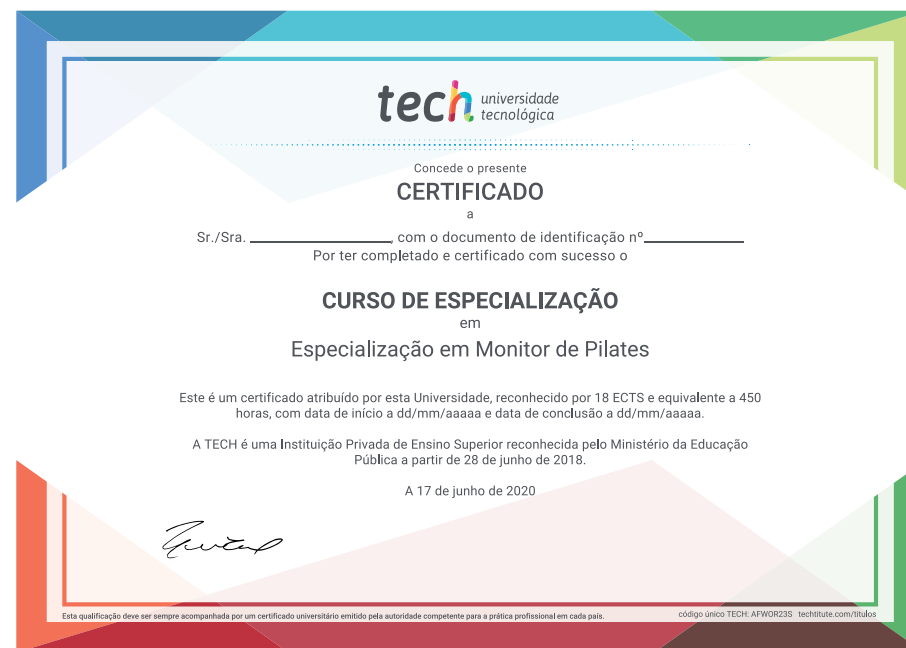 tech universidade
tecnológica
Concede o presente
CERTIFICADO
a
Sr./Sra. ____________________, com o documento de identificação nº______________
Por ter completado e certificado com sucesso o
CURSO DE ESPECIALIZAÇÃO
em
Especialização em Monitor de Pilates
Este é um certificado atribuído por esta Universidade, reconhecido por 18 ECTS e equivalente a 450
horas, com data de início a dd/mm/aaaaa e data de conclusão a dd/mm/aaaaa.
A TECH é uma Instituição Privada de Ensino Superior reconhecida pelo Ministério da Educação
Pública a partir de 28 de junho de 2018.
A 17 de junho de 2020
Esta qualificação deve ser sempre acompanhada por um certificado universitário emitido pela autoridade competente para a prática profissional em cada país.
código único TECH: AFWOR23S techtitute.com/titulos